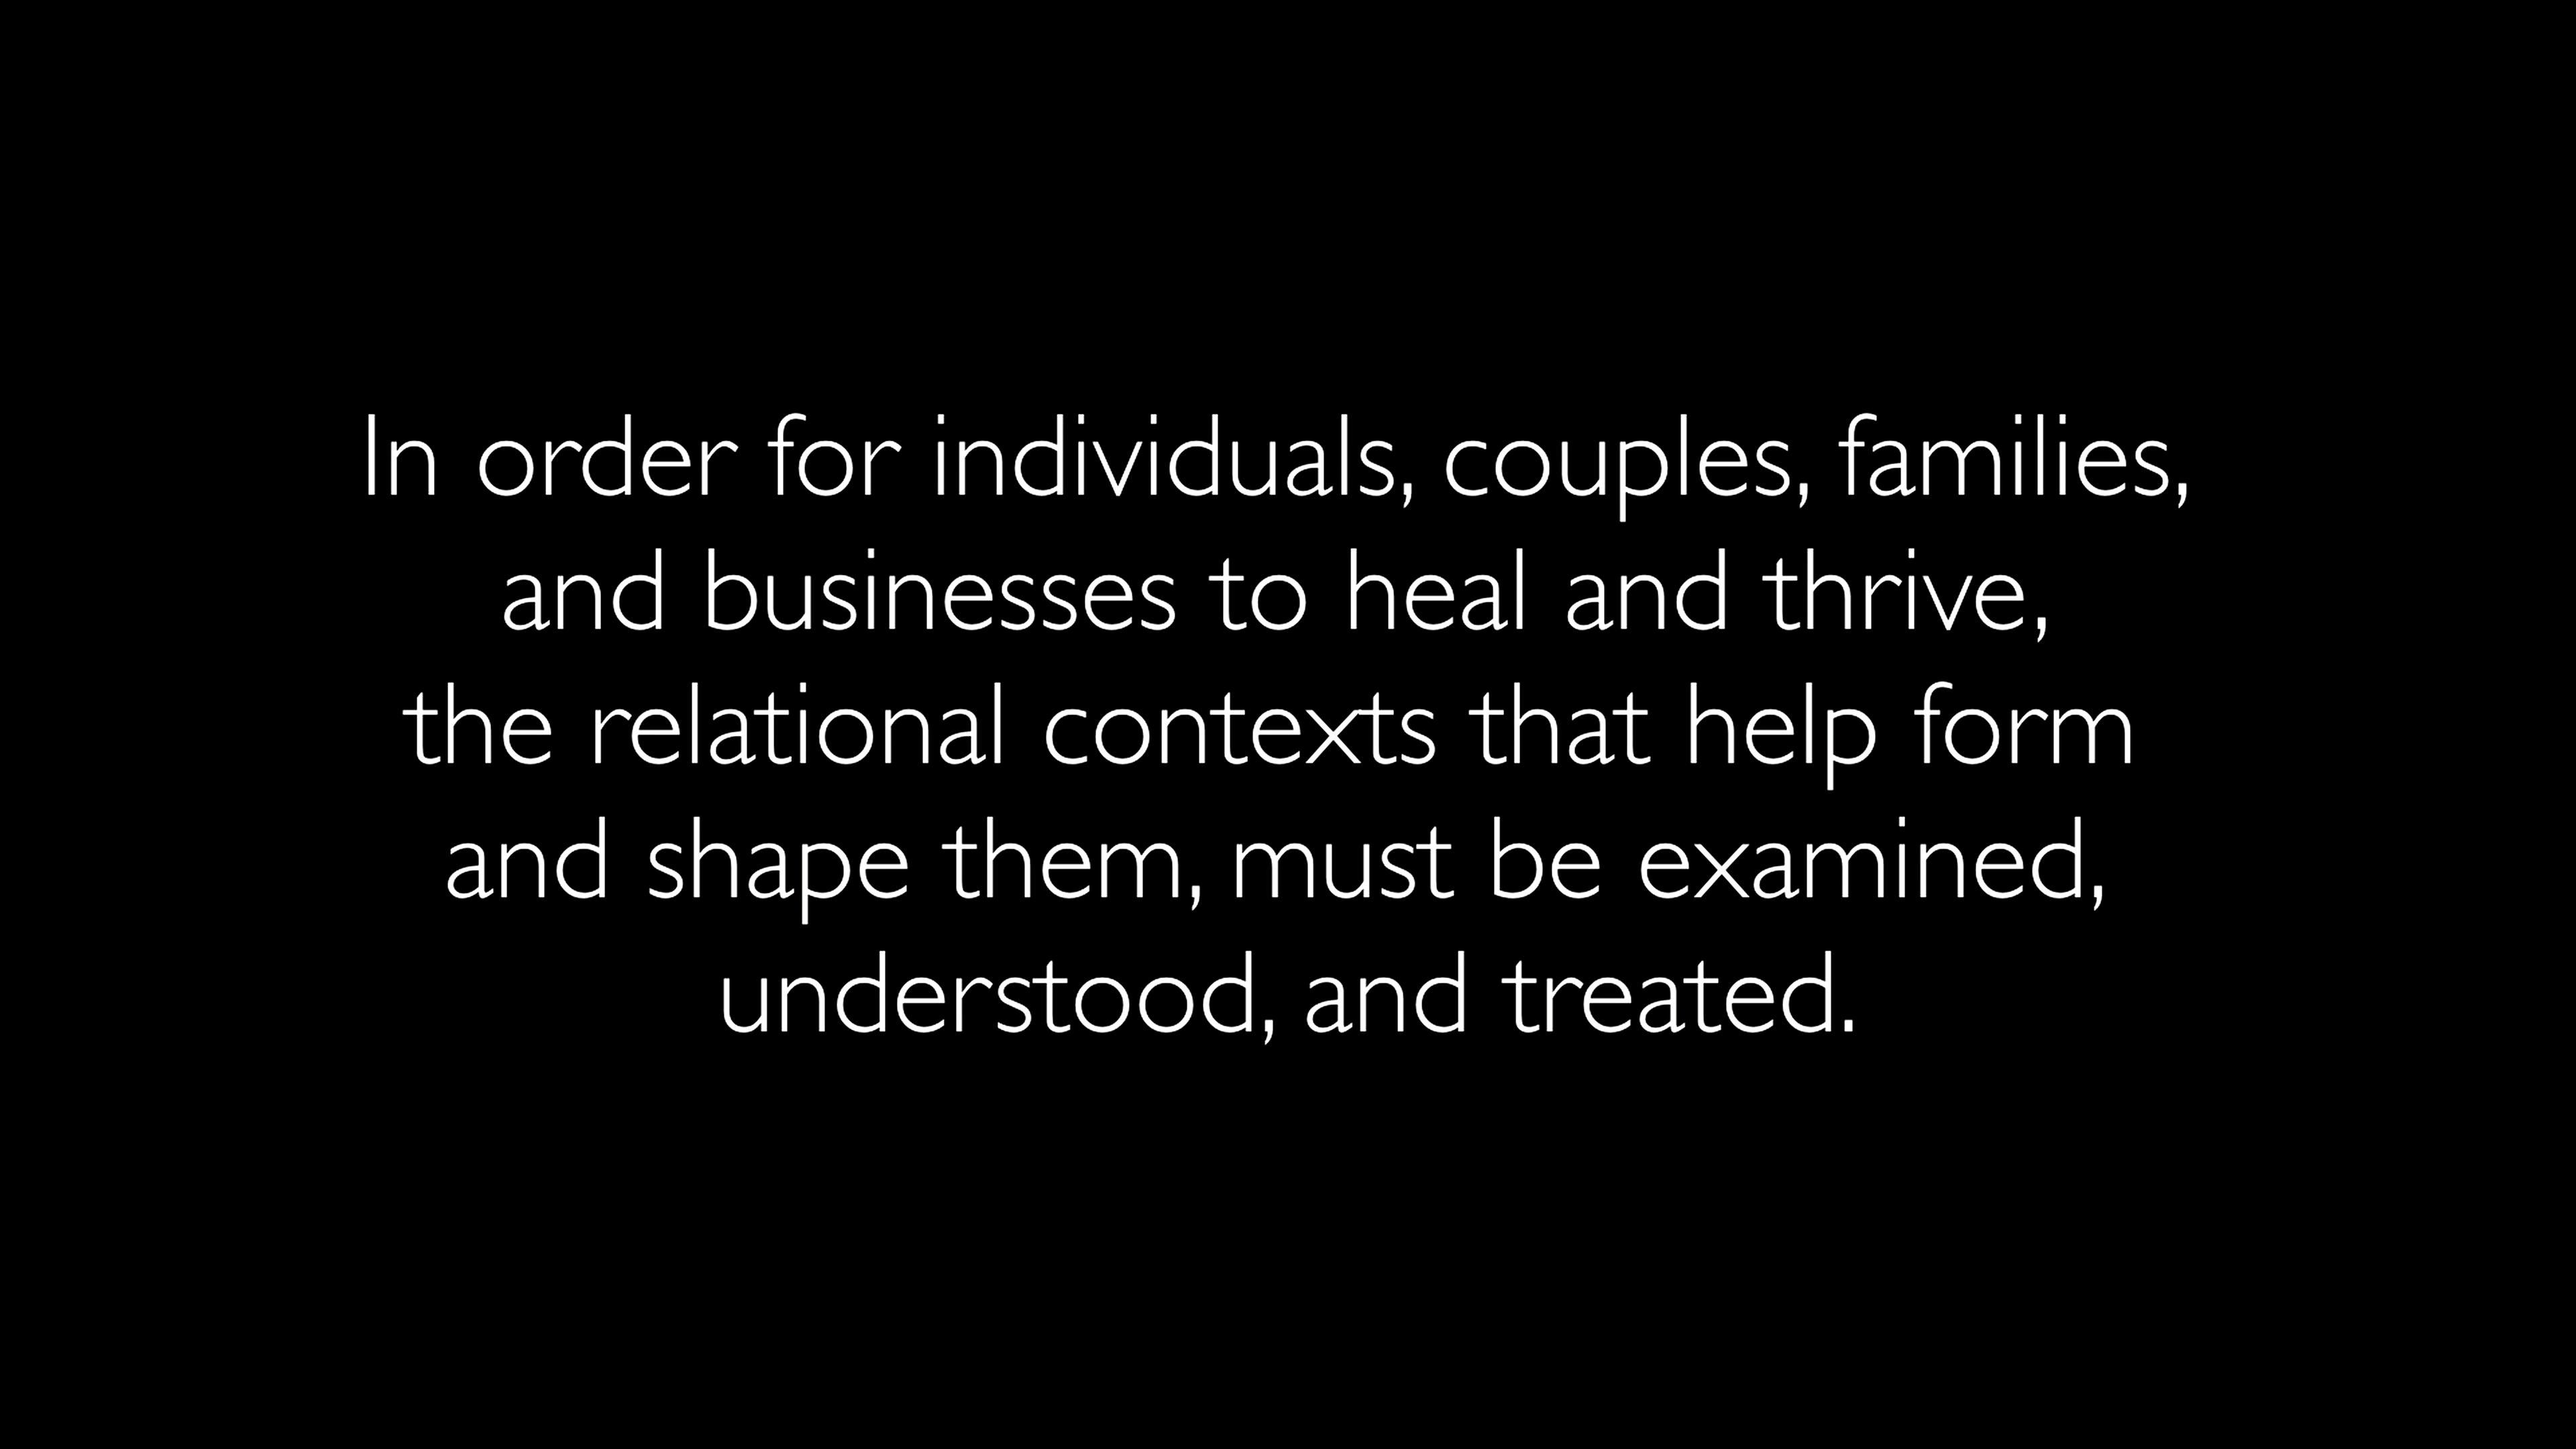 In order for individuals, couples, families,
and businesses to heal and thrive,
the relational contexts that help form
and shape them, must be examined,
understood, and treated.